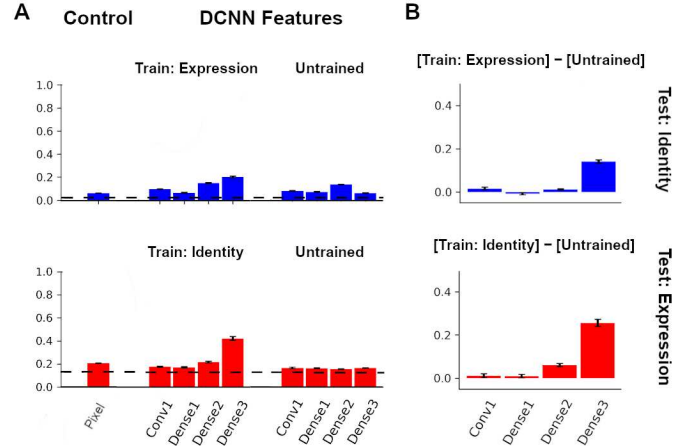 A
Control
DCNN Features
B
Train: Expression
Untrained
[Train: Expression] − [Untrained]
1.0
0.8
0.6
0.4
0.2
0.0
0.4
0.2
0.0
Test: Identity
Train: Identity
Untrained
[Train: Identity] − [Untrained]
1.0
0.8
0.6
0.4
0.2
0.0
0.4
0.2
0.0
Test: Expression
Pixel
Conv1
Dense1
Dense2
Dense3
Conv1
Dense1
Dense2
Dense3
Conv1
Dense1
Dense2
Dense3